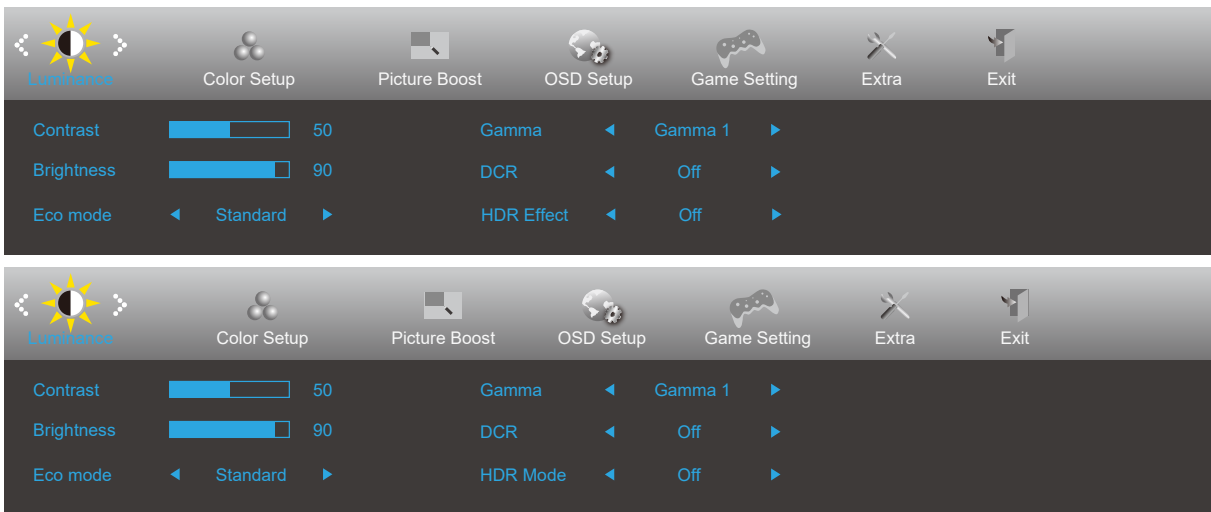 Luminance Color Setup Picture Boost OSD Setup Game Setting Extra Exit
Contrast 50 Gamma Gamma 1
Brightness 90 DCR Off
Eco mode Standard HDR Effect Off
Luminance Color Setup Picture Boost OSD Setup Game Setting Extra Exit
Contrast 50 Gamma Gamma 1
Brightness 90 DCR Off
Eco mode Standard HDR Mode Off